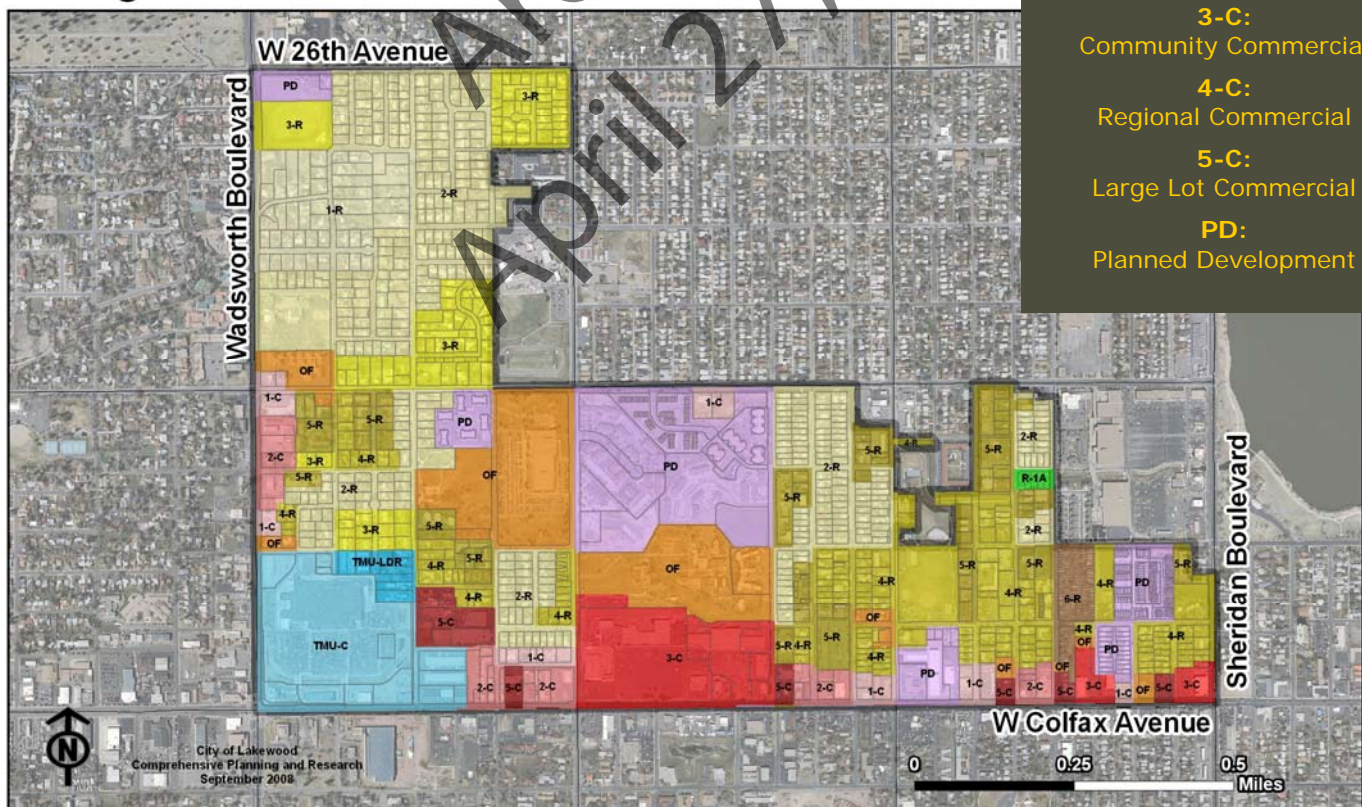 3-C:
Community Commercia
4-C:
Regional Commercial
5-C:
Large Lot Commercial
PD:
Planned Development
April 27,
W 26th Avenue
Wadsworth Boulevard
PD
3-R
3-R
2-R
1-R
3-R
OF
1-C
5-R
5-R
PD
1-C
2-C
3-R
4-R
OF
PD
5-R
2-R
4-R
5-R
2-R
R-1A
5-R
2-R
5-R
4-R
1-C
3-R
5-R
2-R
OF
TMU-LDR
4-R
5-R
OF
4-R
5-R
4-R
5-R
4-R
PD
5-R
2-R
4-R
5-C
4-R
6-R
TMU-C
OF
4-R
OF
4-R
1-C
3-C
5-R
4-R
5-R
4-R
PD
PD
2-C
5-C
2-C
5-C
2-C
1-C
1-C
OF
5-C
2-C
OF
5-C
3-C
1-C
OF
5-C
3-C
Sheridan Boulevard
W Colfax Avenue
N
City of Lakewood
Comprehensive Planning and Research
September 2008
0
0.25
0.5
Miles